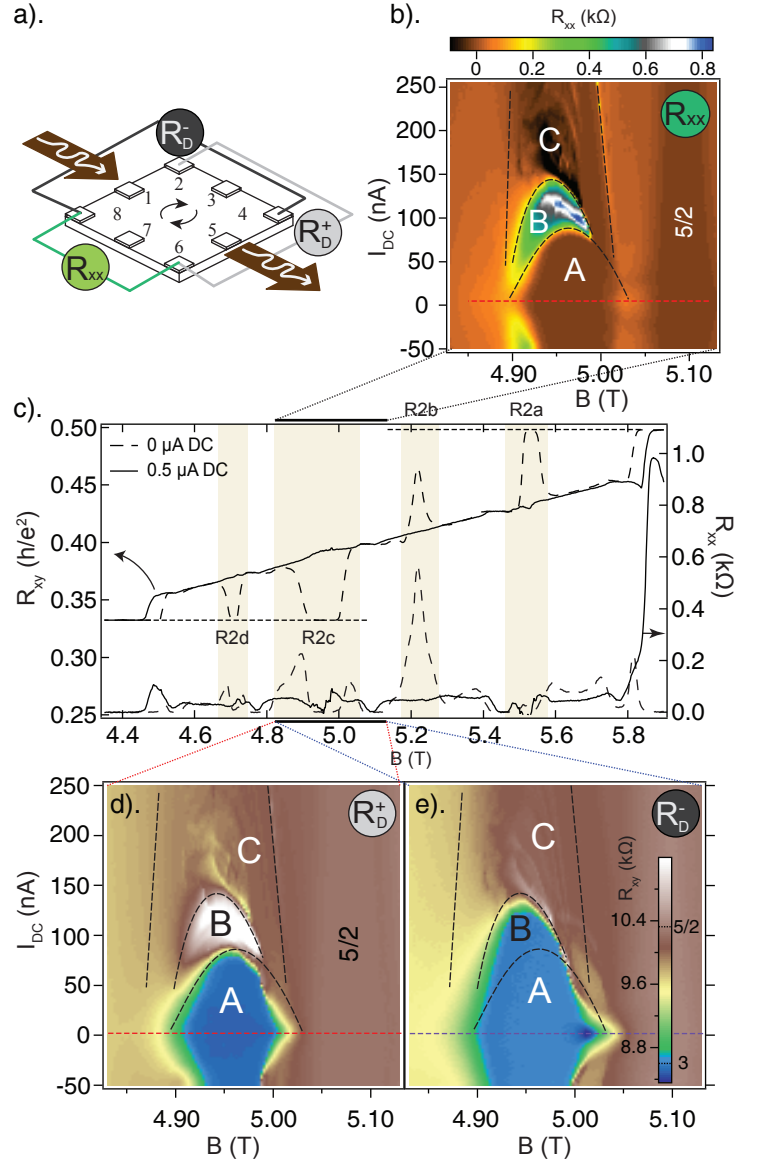 a).
R_D^-
1
2
3
4
5
6
7
8
R_D^+
R_xx
b).
R_xx (kΩ)
0
0.2
0.4
0.6
0.8
250
200
150
100
50
0
-50
I_DC (nA)
C
B
A
R_xx
5/2
4.90
5.00
5.10
B (T)
c).
0.50
0.45
0.40
0.35
0.30
0.25
R_xy (h/e²)
0 µA DC
0.5 µA DC
R2b
R2a
R2d
R2c
1.0
0.8
0.6
0.4
0.2
0.0
R_xx (kΩ)
4.4
4.6
4.8
5.0
5.2
5.4
5.6
5.8
B (T)
d).
250
200
150
100
50
0
-50
I_DC (nA)
R_D^+
C
B
A
5/2
4.90
5.00
5.10
B (T)
e).
R_D^-
C
B
A
R_xy (kΩ)
10.4
5/2
9.6
8.8
3
4.90
5.00
5.10
B (T)